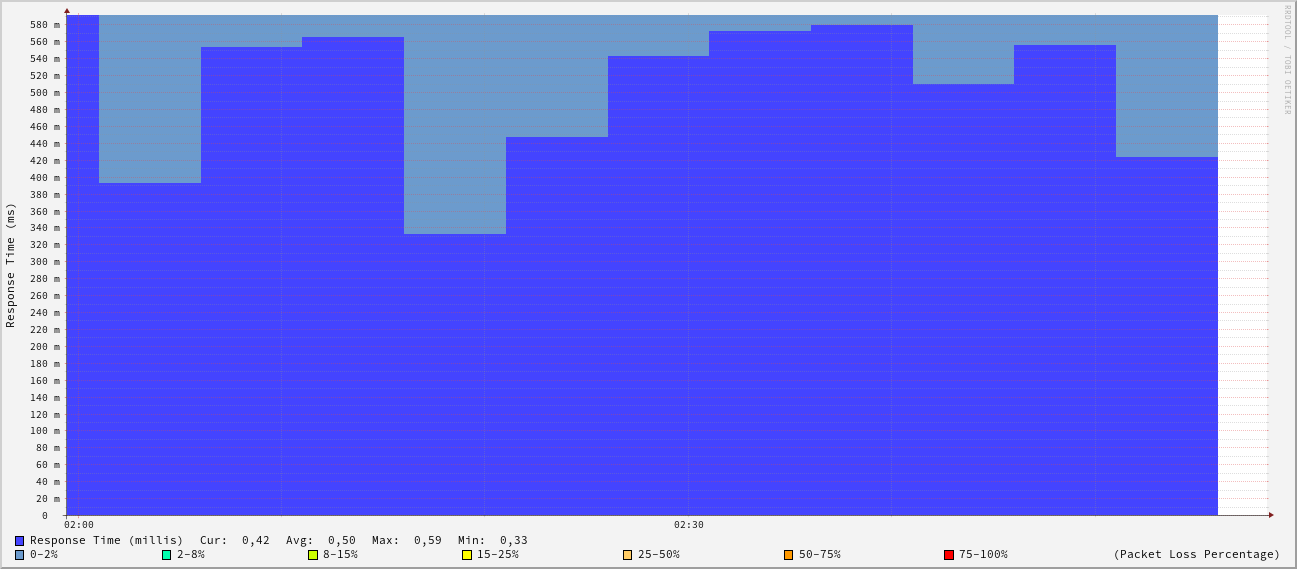 RRDTOOL / TOBI OETIKER
Response Time (ms)
580 m
560 m
540 m
520 m
500 m
480 m
460 m
440 m
420 m
400 m
380 m
360 m
340 m
320 m
300 m
280 m
260 m
240 m
220 m
200 m
180 m
160 m
140 m
120 m
100 m
80 m
60 m
40 m
20 m
0
02:00 02:30
Response Time (millis) Cur: 0,42 Avg: 0,50 Max: 0,59 Min: 0,33
0-2% 2-8% 8-15% 15-25% 25-50% 50-75% 75-100% (Packet Loss Percentage)